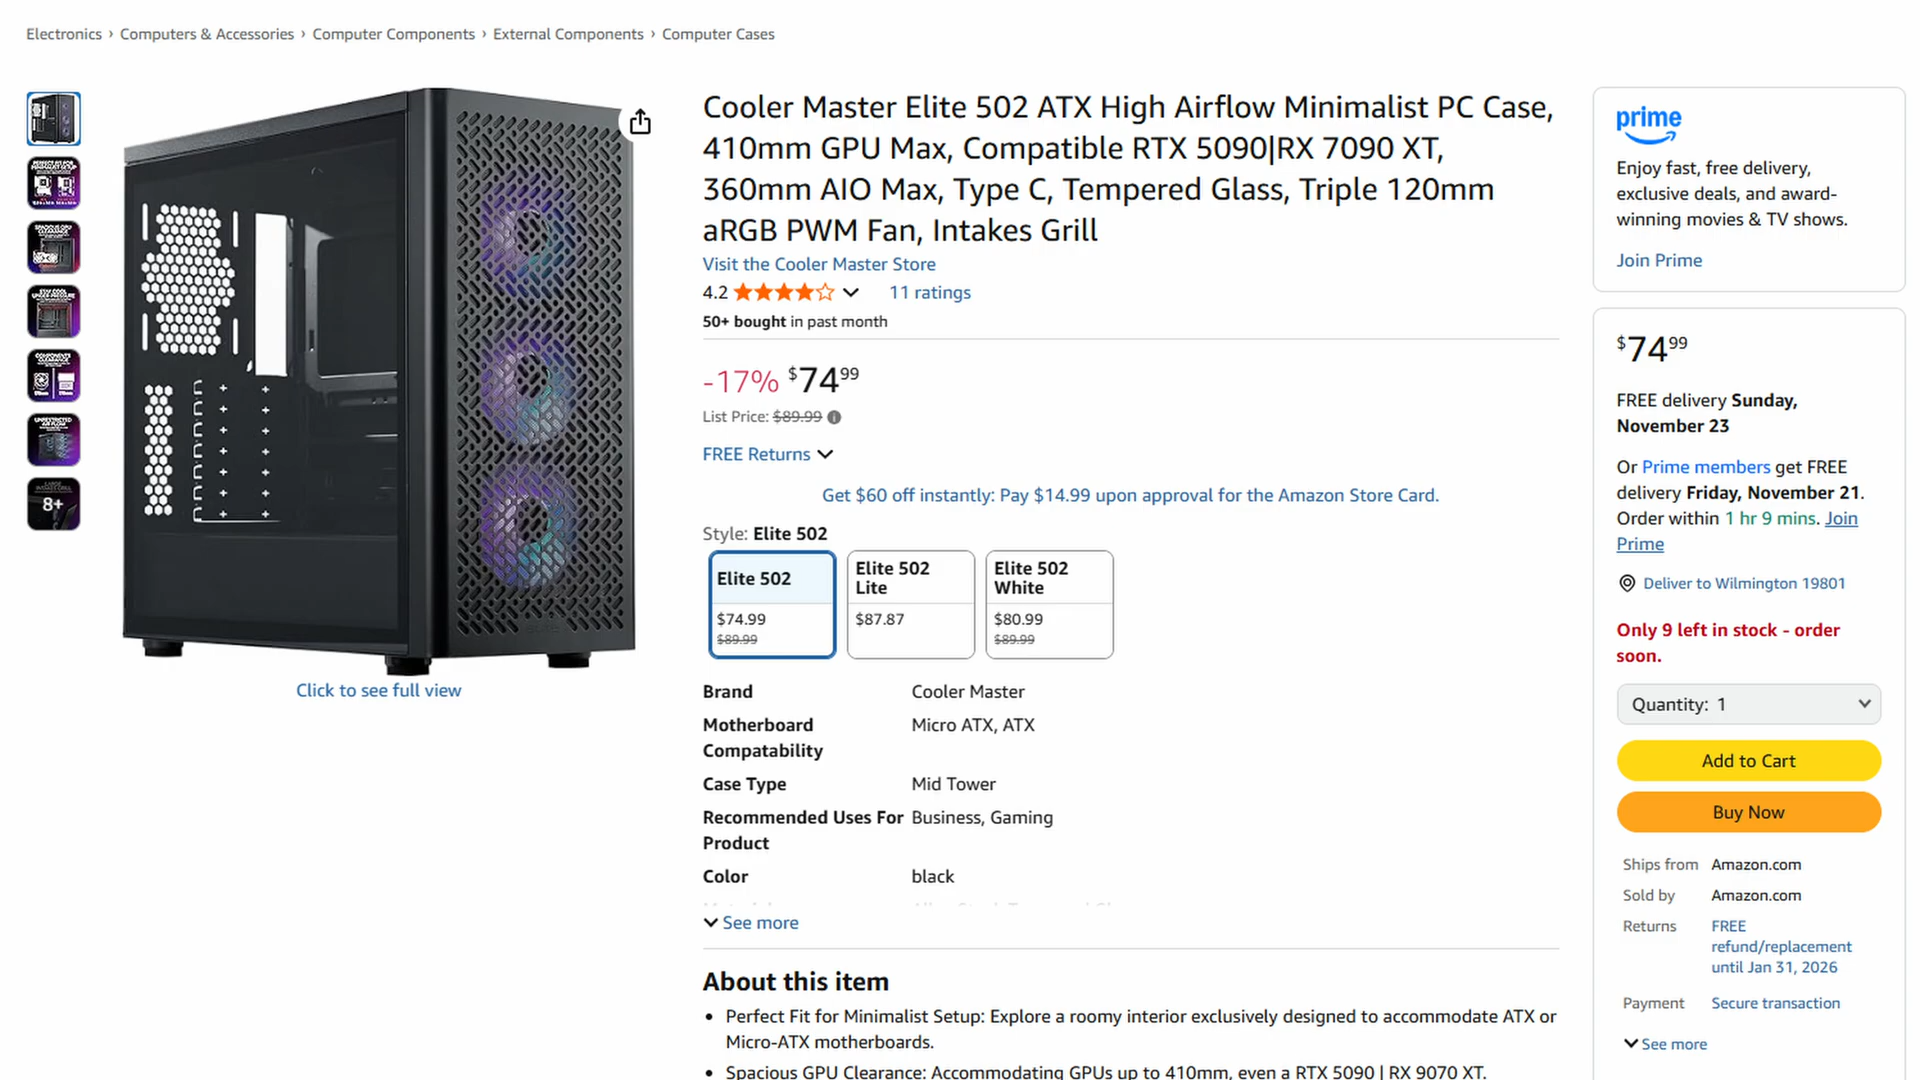 Electronics › Computers & Accessories › Computer Components › External Components › Computer Cases
8+
Click to see full view
Cooler Master Elite 502 ATX High Airflow Minimalist PC Case,
410mm GPU Max, Compatible RTX 5090|RX 7090 XT,
360mm AIO Max, Type C, Tempered Glass, Triple 120mm
aRGB PWM Fan, Intakes Grill
Visit the Cooler Master Store
4.2 11 ratings
50+ bought in past month
-17% $74 99
List Price: $89.99
FREE Returns
Get $60 off instantly: Pay $14.99 upon approval for the Amazon Store Card.
Style: Elite 502
Elite 502
$74.99
$89.99
Elite 502
Lite
$87.87
Elite 502
White
$80.99
$89.99
Brand Cooler Master
Motherboard Micro ATX, ATX
Compatability
Case Type Mid Tower
Recommended Uses For Business, Gaming
Product
Color black
See more
About this item
• Perfect Fit for Minimalist Setup: Explore a roomy interior exclusively designed to accommodate ATX or
Micro-ATX motherboards.
• Spacious GPU Clearance: Accommodating GPUs up to 410mm, even a RTX 5090 | RX 9070 XT.
prime
Enjoy fast, free delivery,
exclusive deals, and award-
winning movies & TV shows.
Join Prime
$74 99
FREE delivery Sunday,
November 23
Or Prime members get FREE
delivery Friday, November 21.
Order within 1 hr 9 mins. Join
Prime
Deliver to Wilmington 19801
Only 9 left in stock - order
soon.
Quantity: 1
Add to Cart
Buy Now
Ships from Amazon.com
Sold by Amazon.com
Returns FREE
refund/replacement
until Jan 31, 2026
Payment Secure transaction
See more